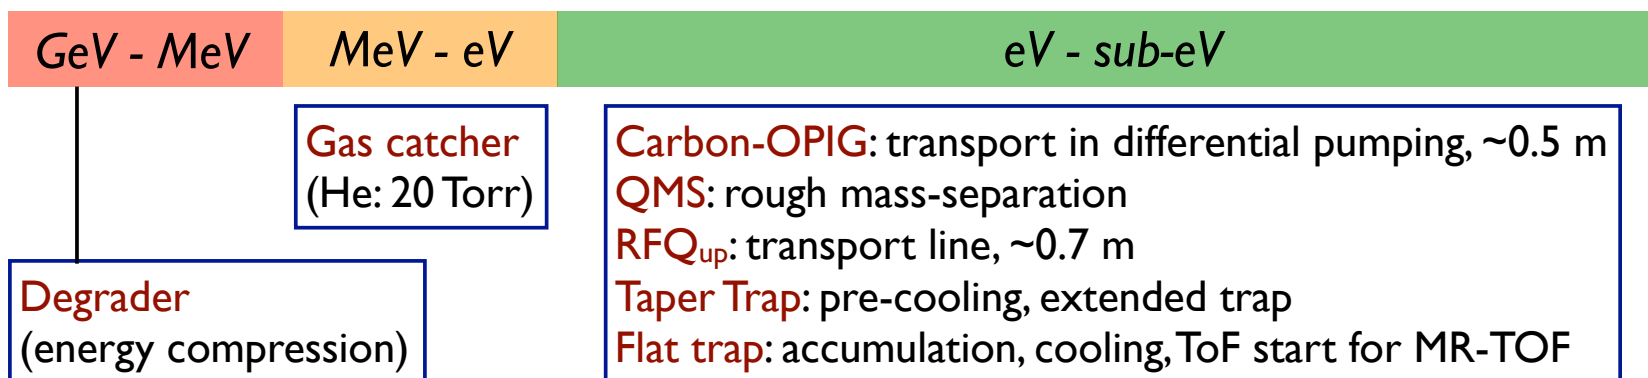 GeV - MeV
MeV - eV
eV - sub-eV
Gas catcher
(He: 20 Torr)
Degrader
(energy compression)
Carbon-OPIG: transport in differential pumping, ~0.5 m
QMS: rough mass-separation
RFQup: transport line, ~0.7 m
Taper Trap: pre-cooling, extended trap
Flat trap: accumulation, cooling, ToF start for MR-TOF